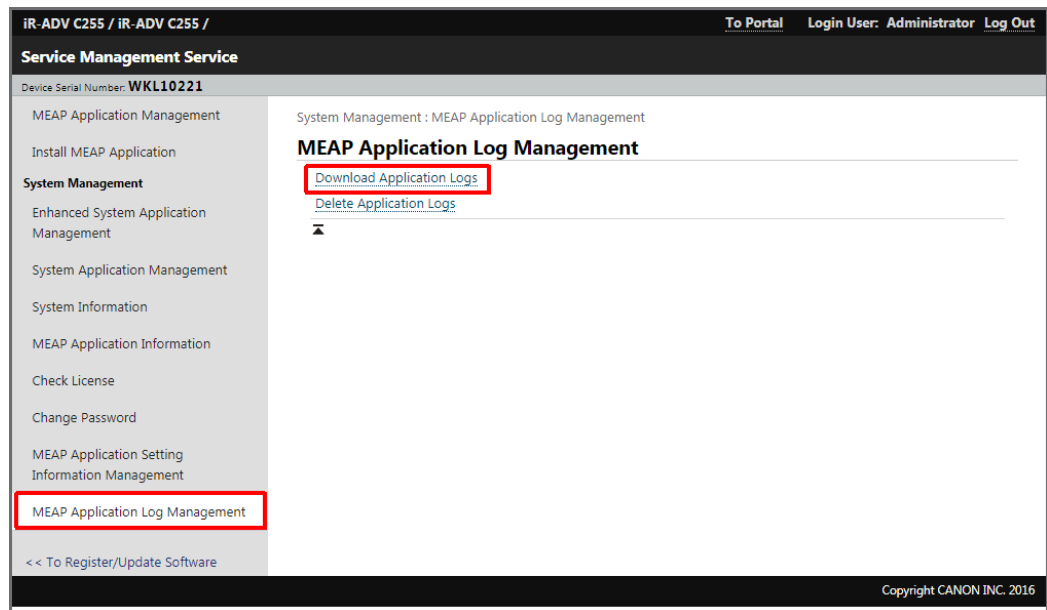 iR-ADV C255 / iR-ADV C255 /
To Portal Login User: Administrator Log Out
Service Management Service
Device Serial Number: WKL10221
MEAP Application Management
Install MEAP Application
System Management
Enhanced System Application
Management
System Application Management
System Information
MEAP Application Information
Check License
Change Password
MEAP Application Setting
Information Management
MEAP Application Log Management
<< To Register/Update Software
System Management : MEAP Application Log Management
MEAP Application Log Management
Download Application Logs
Delete Application Logs
Copyright CANON INC. 2016